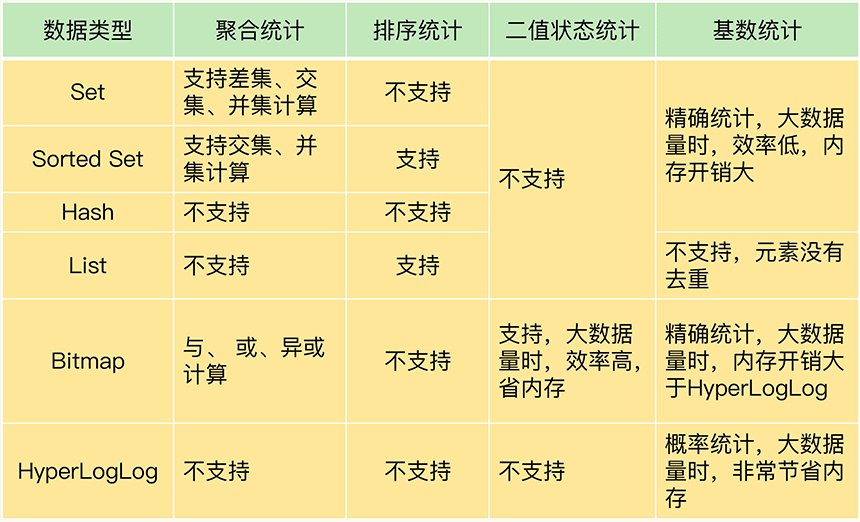 数据类型
聚合统计
排序统计
二值状态统计
基数统计
Set
支持差集、交
集、并集计算
不支持
不支持
精确统计，大数据
量时，效率低，内
存开销大
Sorted Set
支持交集、并
集计算
支持
Hash
不支持
不支持
List
不支持
支持
不支持，元素没有
去重
Bitmap
与、 或、异或
计算
不支持
支持，大数据
量时，效率高，
省内存
精确统计，大数据
量时，内存开销大
于HyperLogLog
HyperLogLog
不支持
不支持
不支持
概率统计，大数据
量时，非常节省内
存